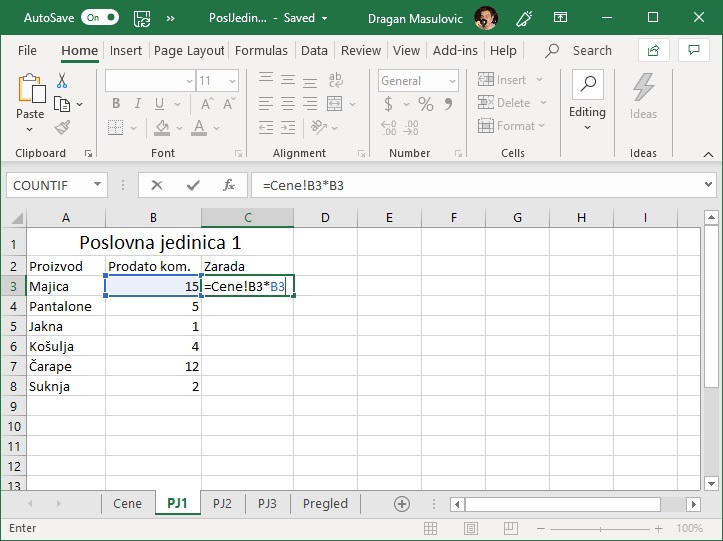 AutoSave On PoslJedin... - Saved Dragan Masulovic
File Home Insert Page Layout Formulas Data Review View Add-ins Help Search
General
11
Paste
$ % 9
Insert
Delete
Format
Editing
Ideas
Clipboard Font Alignment Number Cells Ideas
COUNTIF fx =Cene!B3*B3
A B C D E F G H I
1 Poslovna jedinica 1
2 Proizvod Prodato kom. Zarada
3 Majica 15 =Cene!B3*B3
4 Pantalone 5
5 Jakna 1
6 Košulja 4
7 Čarape 12
8 Suknja 2
9
10
11
12
13
Cene PJ1 PJ2 PJ3 Pregled
Enter 100%